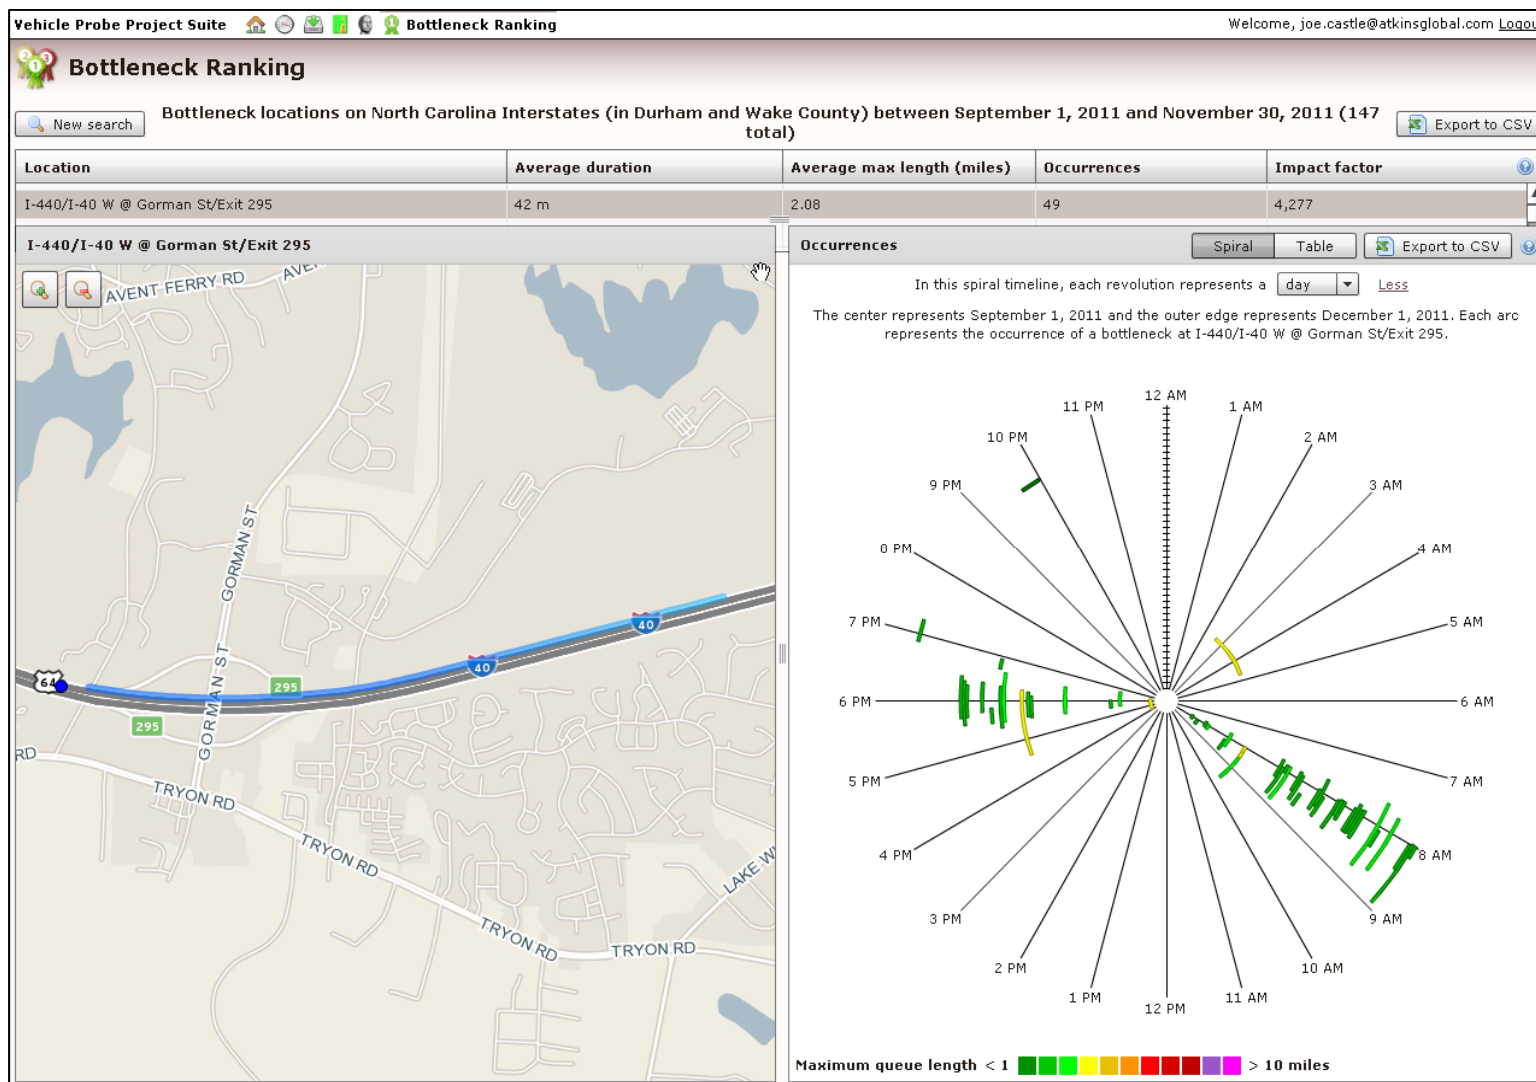 Vehicle Probe Project Suite
Bottleneck Ranking
Welcome, joe.castle@atkinsglobal.com Logou
Bottleneck Ranking
New search
Bottleneck locations on North Carolina Interstates (in Durham and Wake County) between September 1, 2011 and November 30, 2011 (147
total)
Export to CSV
Location Average duration Average max length (miles) Occurrences Impact factor
I-440/I-40 W @ Gorman St/Exit 295 42 m 2.08 49 4,277
I-440/I-40 W @ Gorman St/Exit 295
AVENT FERRY RD
AVE
GORMAN ST
40
40
64
295
GORMAN ST
295
RD
TRYON RD
TRYON RD
LAKE W
TRYON RD
TRYON RD
Occurrences
Spiral
Table
Export to CSV
In this spiral timeline, each revolution represents a day Less
The center represents September 1, 2011 and the outer edge represents December 1, 2011. Each arc
represents the occurrence of a bottleneck at I-440/I-40 W @ Gorman St/Exit 295.
12 AM
11 PM
1 AM
10 PM
2 AM
9 PM
3 AM
0 PM
4 AM
7 PM
5 AM
6 PM
6 AM
5 PM
7 AM
4 PM
8 AM
3 PM
9 AM
2 PM
10 AM
1 PM
11 AM
12 PM
Maximum queue length < 1 > 10 miles